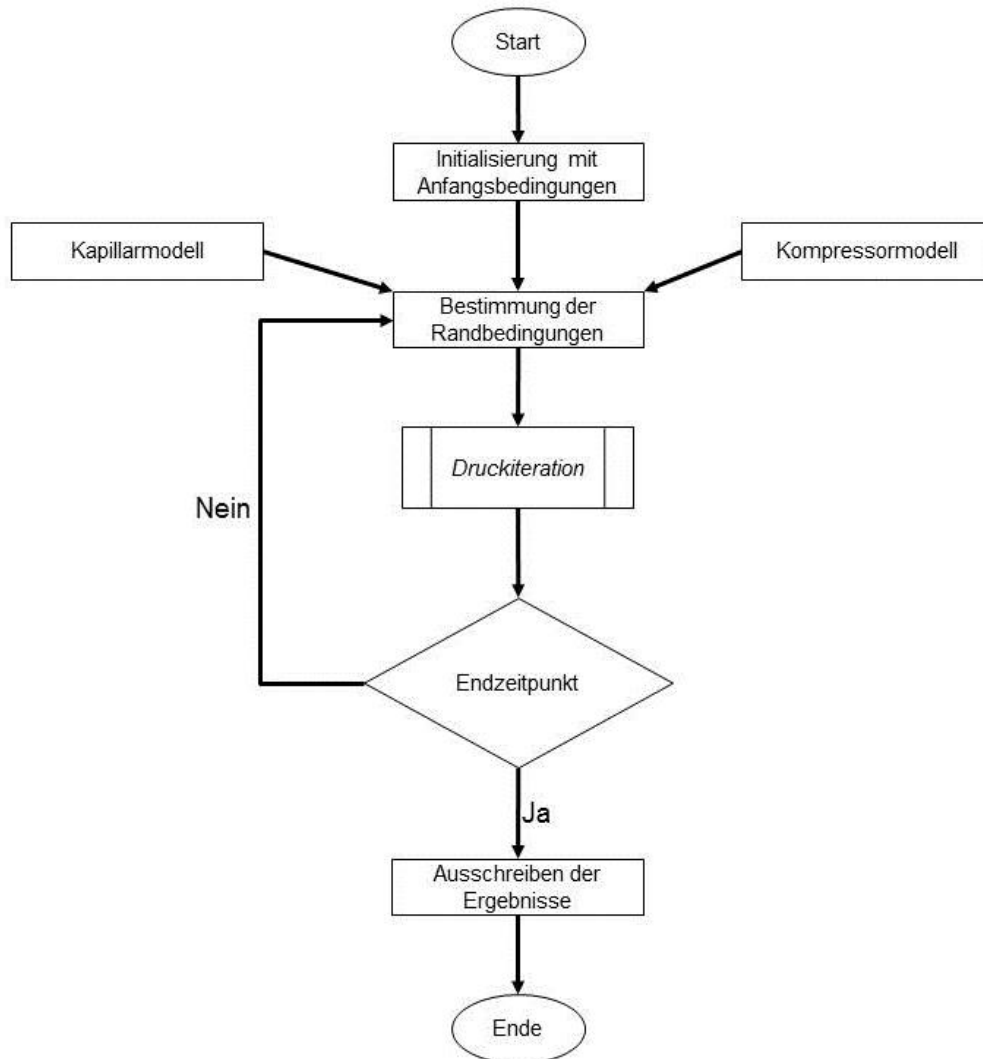 Start
Initialisierung mit
Anfangsbedingungen
Kapillarmodell
Kompressormodell
Bestimmung der
Randbedingungen
Druckiteration
Nein
Endzeitpunkt
Ja
Ausschreiben der
Ergebnisse
Ende